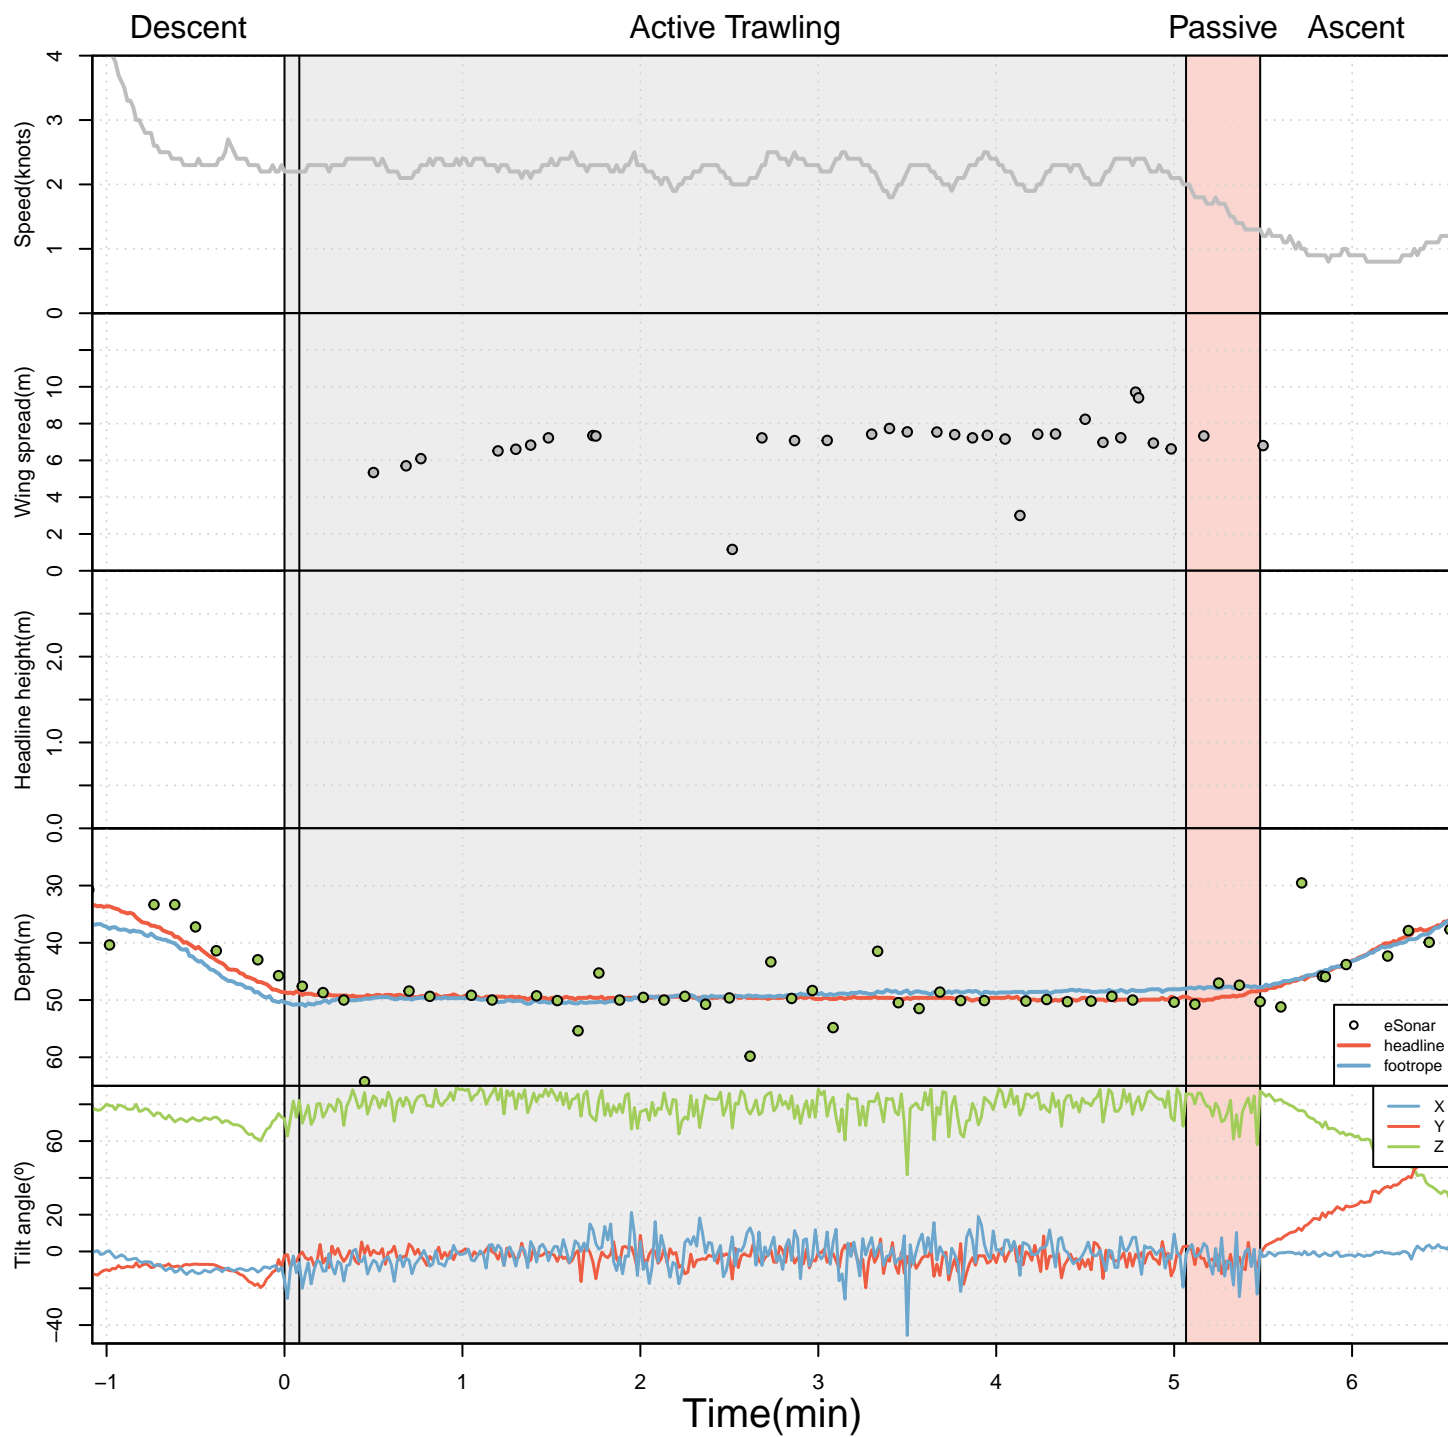 Descent Active Trawling Passive Ascent
Speed(knots)
4
3
2
1
0
Wing spread(m)
10
8
6
4
2
0
Headline height(m)
2.0
1.0
0.0
Depth(m)
30
40
50
60
eSonar
headline
footrope
Tilt angle(º)
60
20
0
−40
X
Y
Z
−1 0 1 2 3 4 5 6
Time(min)